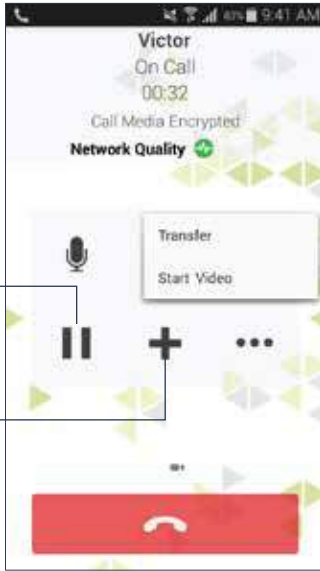 9:41 AM
Victor
On Call
00:32
Call Media Encrypted
Network Quality
Transfer
Start Video